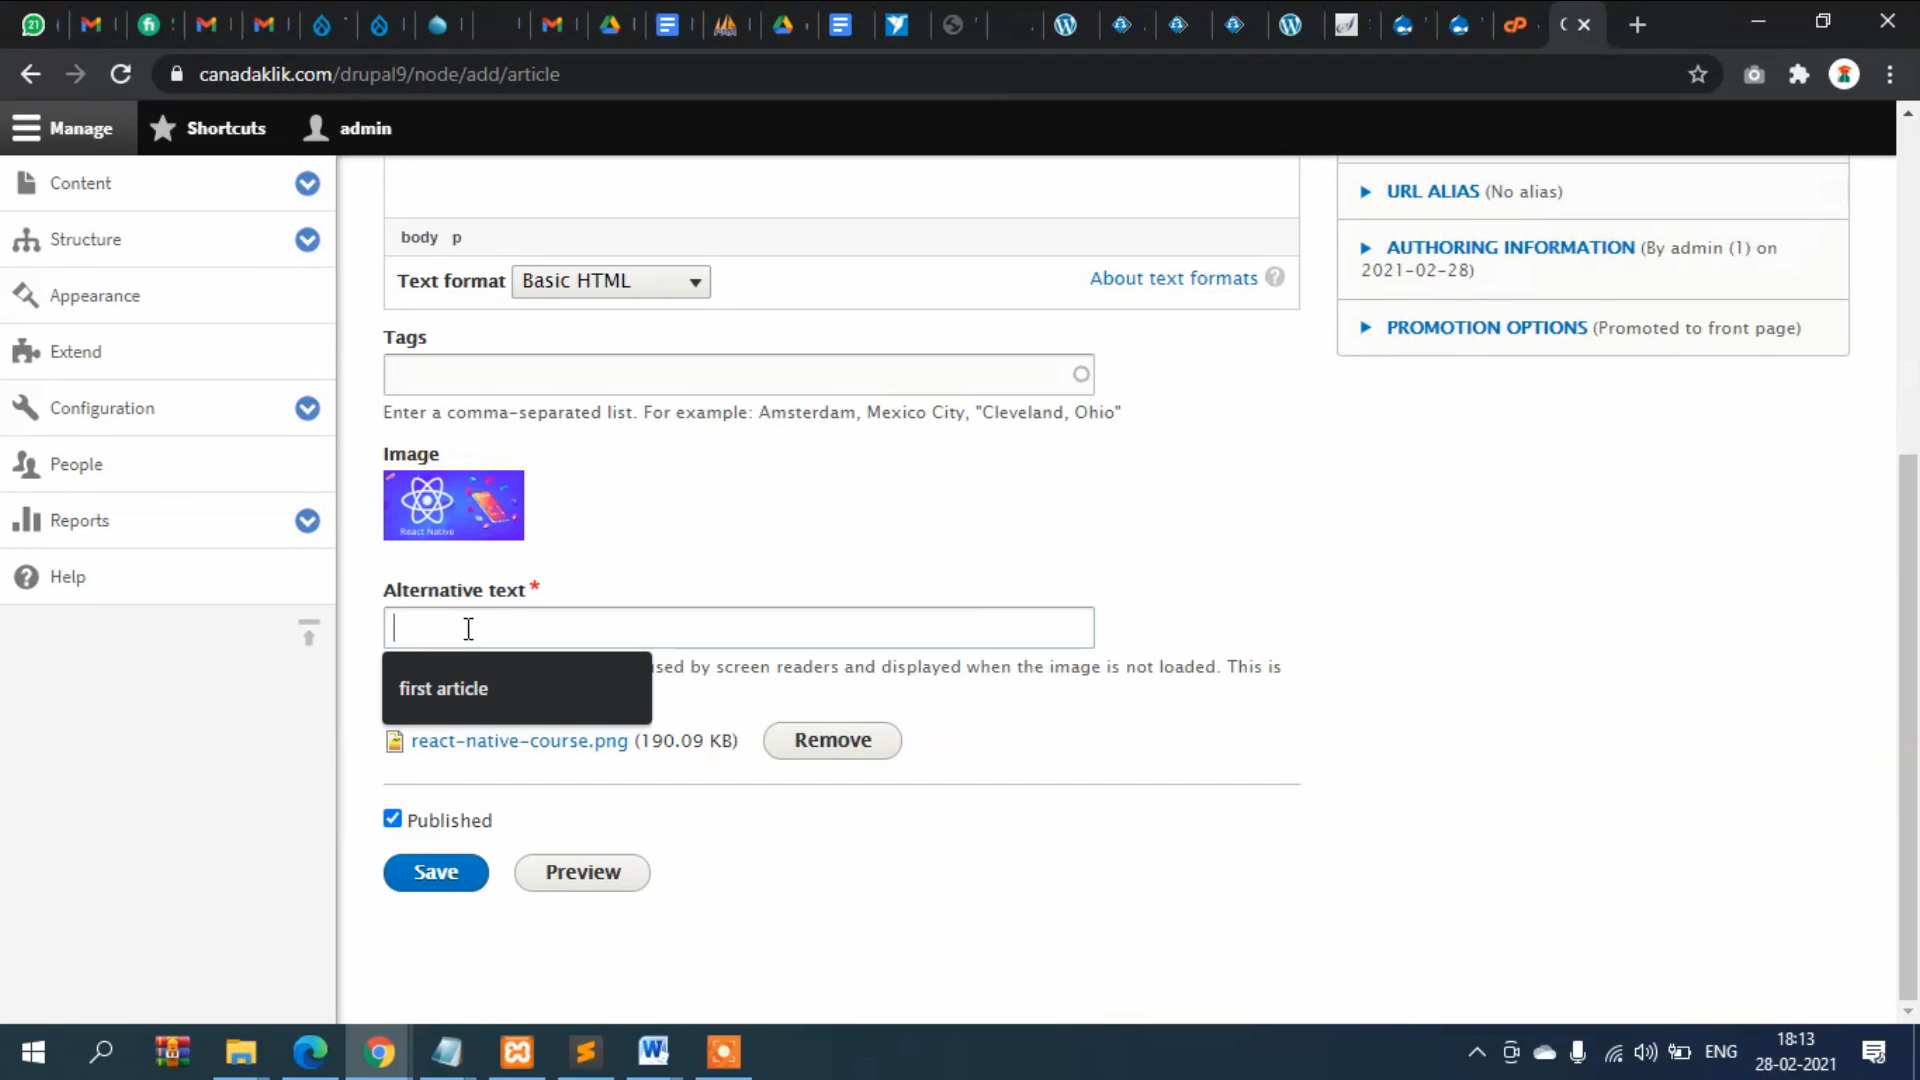 21
canadaklik.com/drupal9/node/add/article
Manage
Shortcuts
admin
Content
Structure
Appearance
Extend
Configuration
People
Reports
Help
body p
Text format Basic HTML
About text formats ?
Tags
Enter a comma-separated list. For example: Amsterdam, Mexico City, "Cleveland, Ohio"
Image
React Native
Alternative text *
used by screen readers and displayed when the image is not loaded. This is
first article
react-native-course.png (190.09 KB)
Remove
Published
Save
Preview
URL ALIAS (No alias)
AUTHORING INFORMATION (By admin (1) on
2021-02-28)
PROMOTION OPTIONS (Promoted to front page)
ENG
18:13
28-02-2021